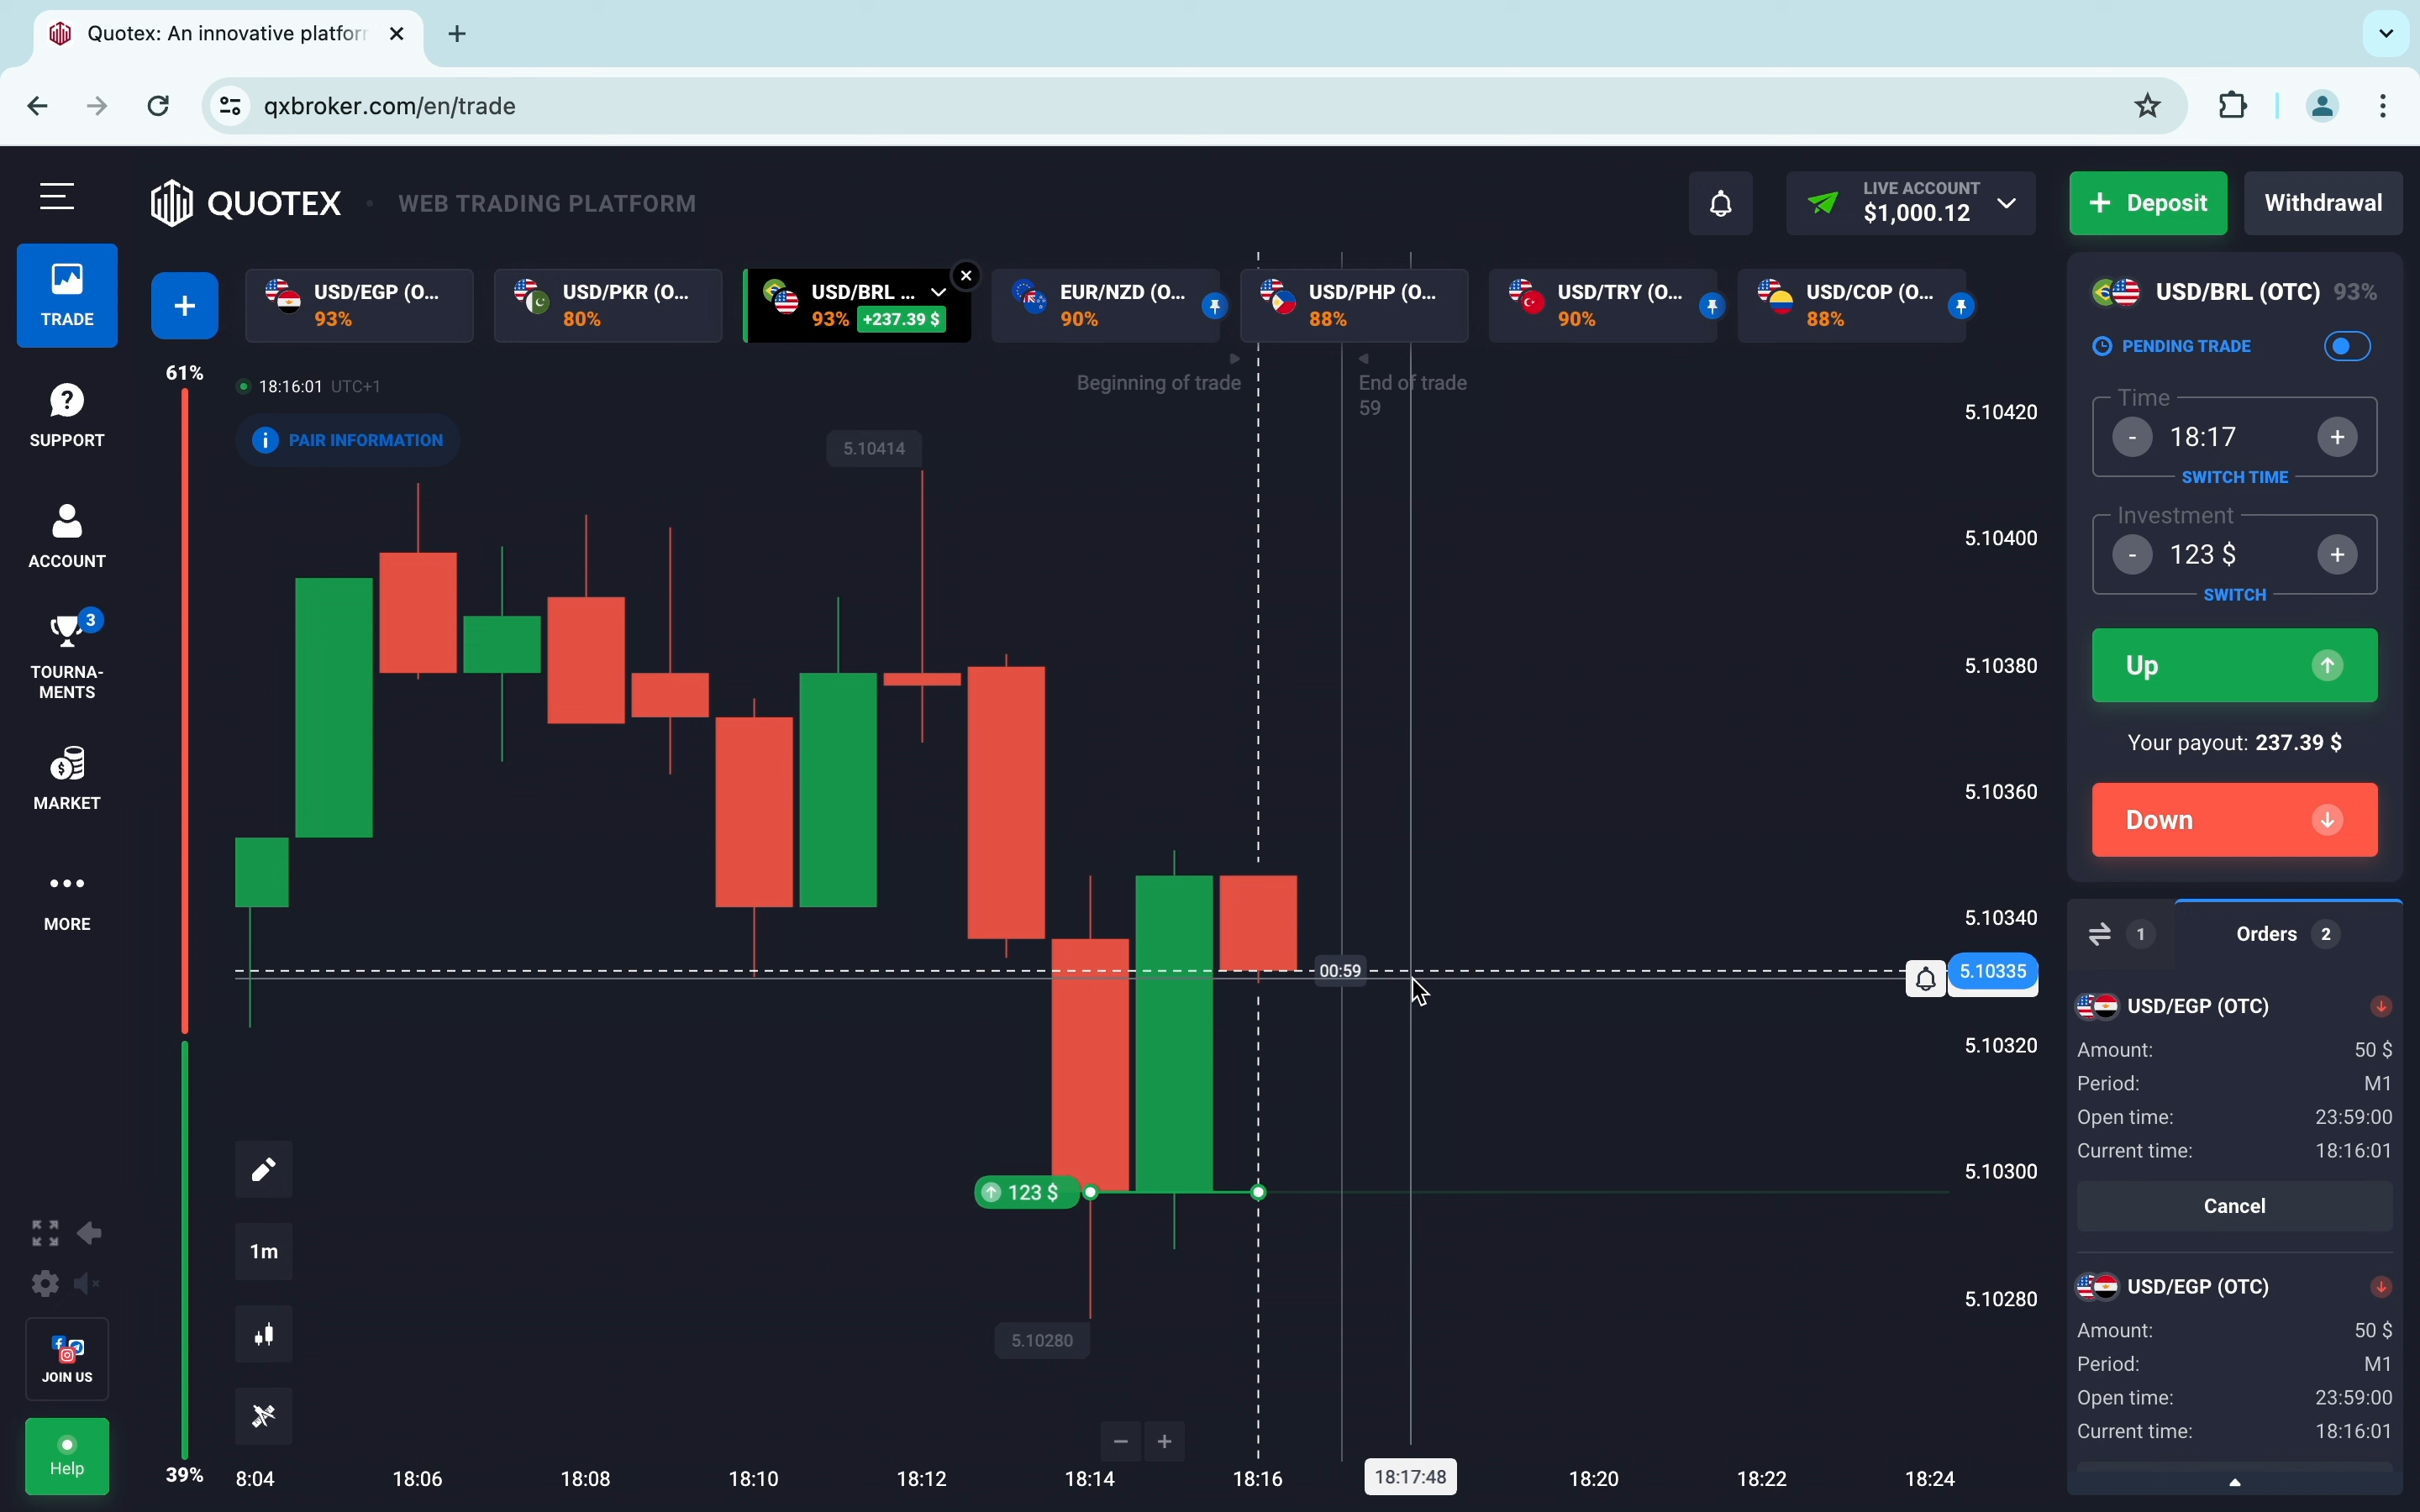 Quotex: An innovative platfor
qxbroker.com/en/trade
QUOTEX • WEB TRADING PLATFORM
LIVE ACCOUNT
$1,000.12
+ Deposit
Withdrawal
TRADE
SUPPORT
ACCOUNT
3
TOURNA-
MENTS
MARKET
MORE
JOIN US
Help
+
USD/EGP (O...
93%
USD/PKR (O...
80%
USD/BRL ...
93% +237.39 $
EUR/NZD (O...
90%
USD/PHP (O...
88%
USD/TRY (O...
90%
USD/COP (O...
88%
61%
39%
18:16:01 UTC+1
PAIR INFORMATION
Beginning of trade
End of trade
59
5.10414
5.10420
5.10400
5.10380
5.10360
5.10340
00:59
5.10335
5.10320
5.10300
5.10280
123 $
5.10280
1m
− +
8:04 18:06 18:08 18:10 18:12 18:14 18:16 18:17:48 18:20 18:22 18:24
USD/BRL (OTC) 93%
PENDING TRADE
Time
- 18:17 +
SWITCH TIME
Investment
- 123 $ +
SWITCH
Up
Your payout: 237.39 $
Down
1
Orders 2
USD/EGP (OTC)
Amount: 50 $
Period: M1
Open time: 23:59:00
Current time: 18:16:01
Cancel
USD/EGP (OTC)
Amount: 50 $
Period: M1
Open time: 23:59:00
Current time: 18:16:01